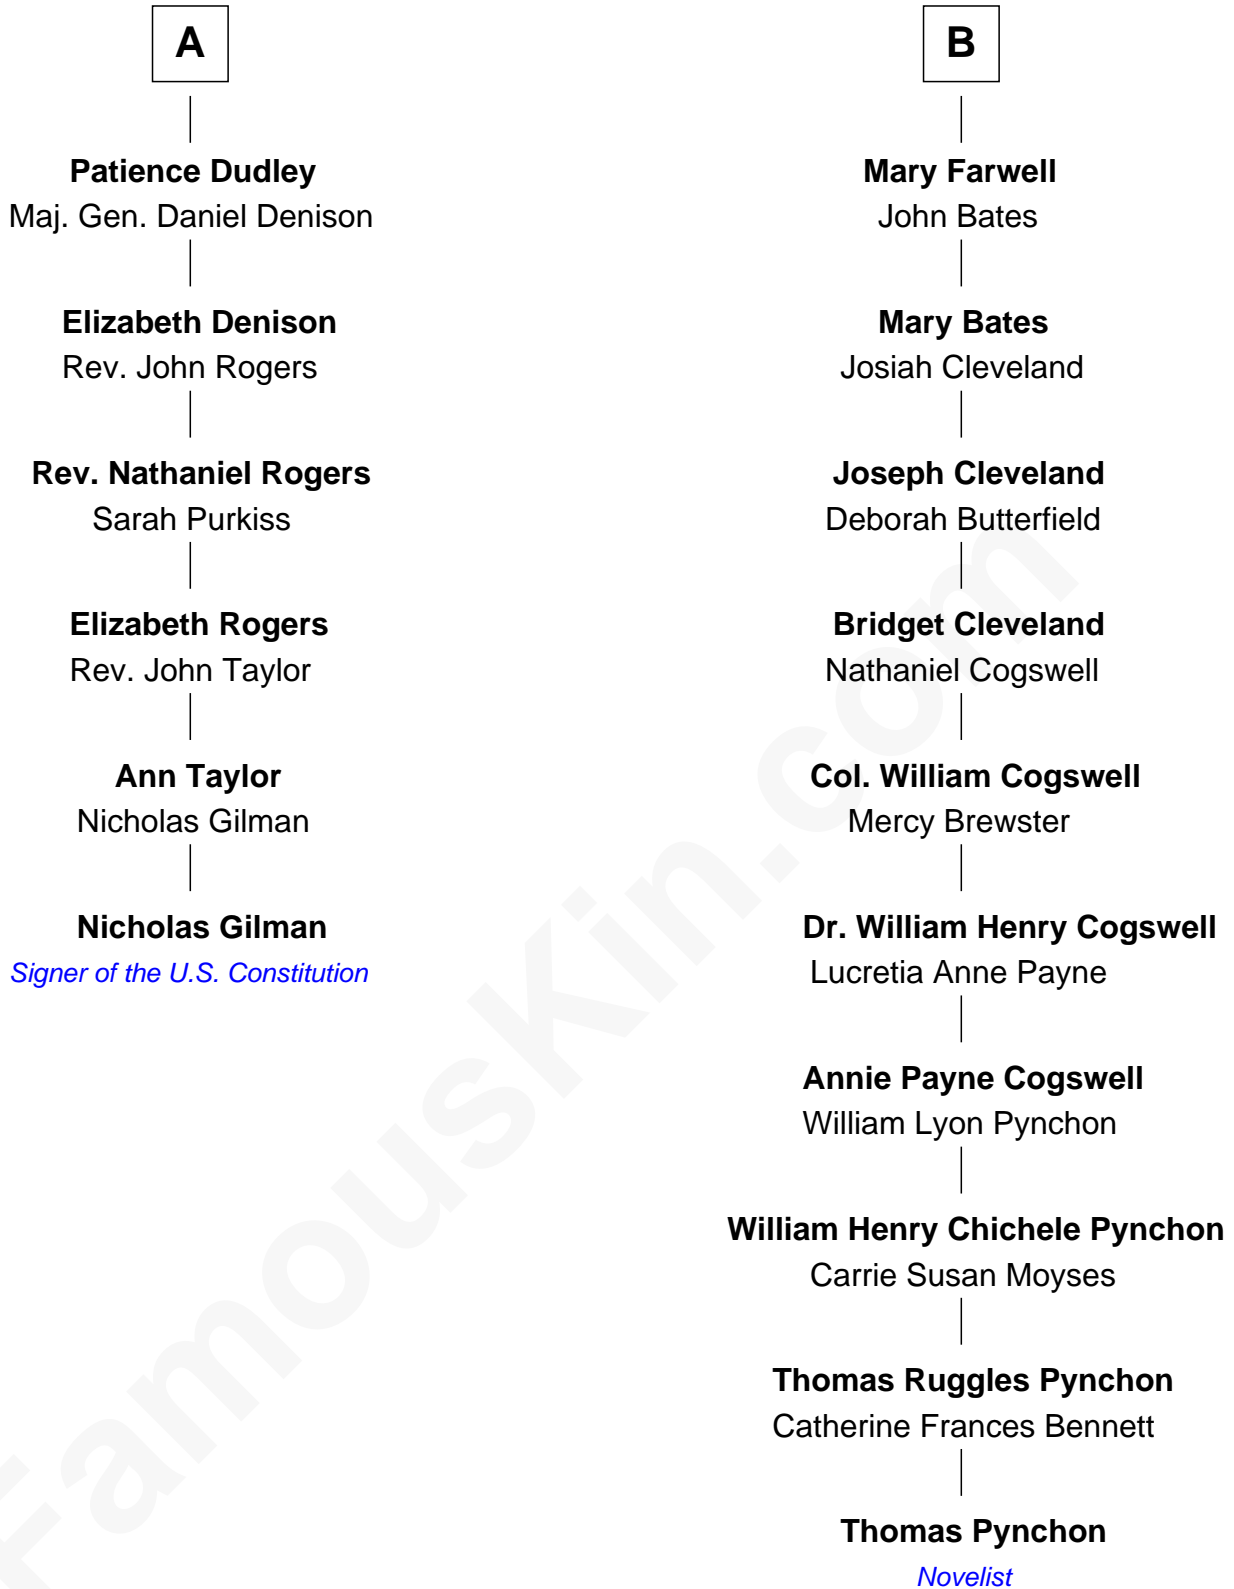 A
Patience Dudley
Maj. Gen. Daniel Denison
Elizabeth Denison
Rev. John Rogers
Rev. Nathaniel Rogers
Sarah Purkiss
Elizabeth Rogers
Rev. John Taylor
Ann Taylor
Nicholas Gilman
Nicholas Gilman
Signer of the U.S. Constitution
B
Mary Farwell
John Bates
Mary Bates
Josiah Cleveland
Joseph Cleveland
Deborah Butterfield
Bridget Cleveland
Nathaniel Cogswell
Col. William Cogswell
Mercy Brewster
Dr. William Henry Cogswell
Lucretia Anne Payne
Annie Payne Cogswell
William Lyon Pynchon
William Henry Chichele Pynchon
Carrie Susan Moyses
Thomas Ruggles Pynchon
Catherine Frances Bennett
Thomas Pynchon
Novelist
FamousKin.com